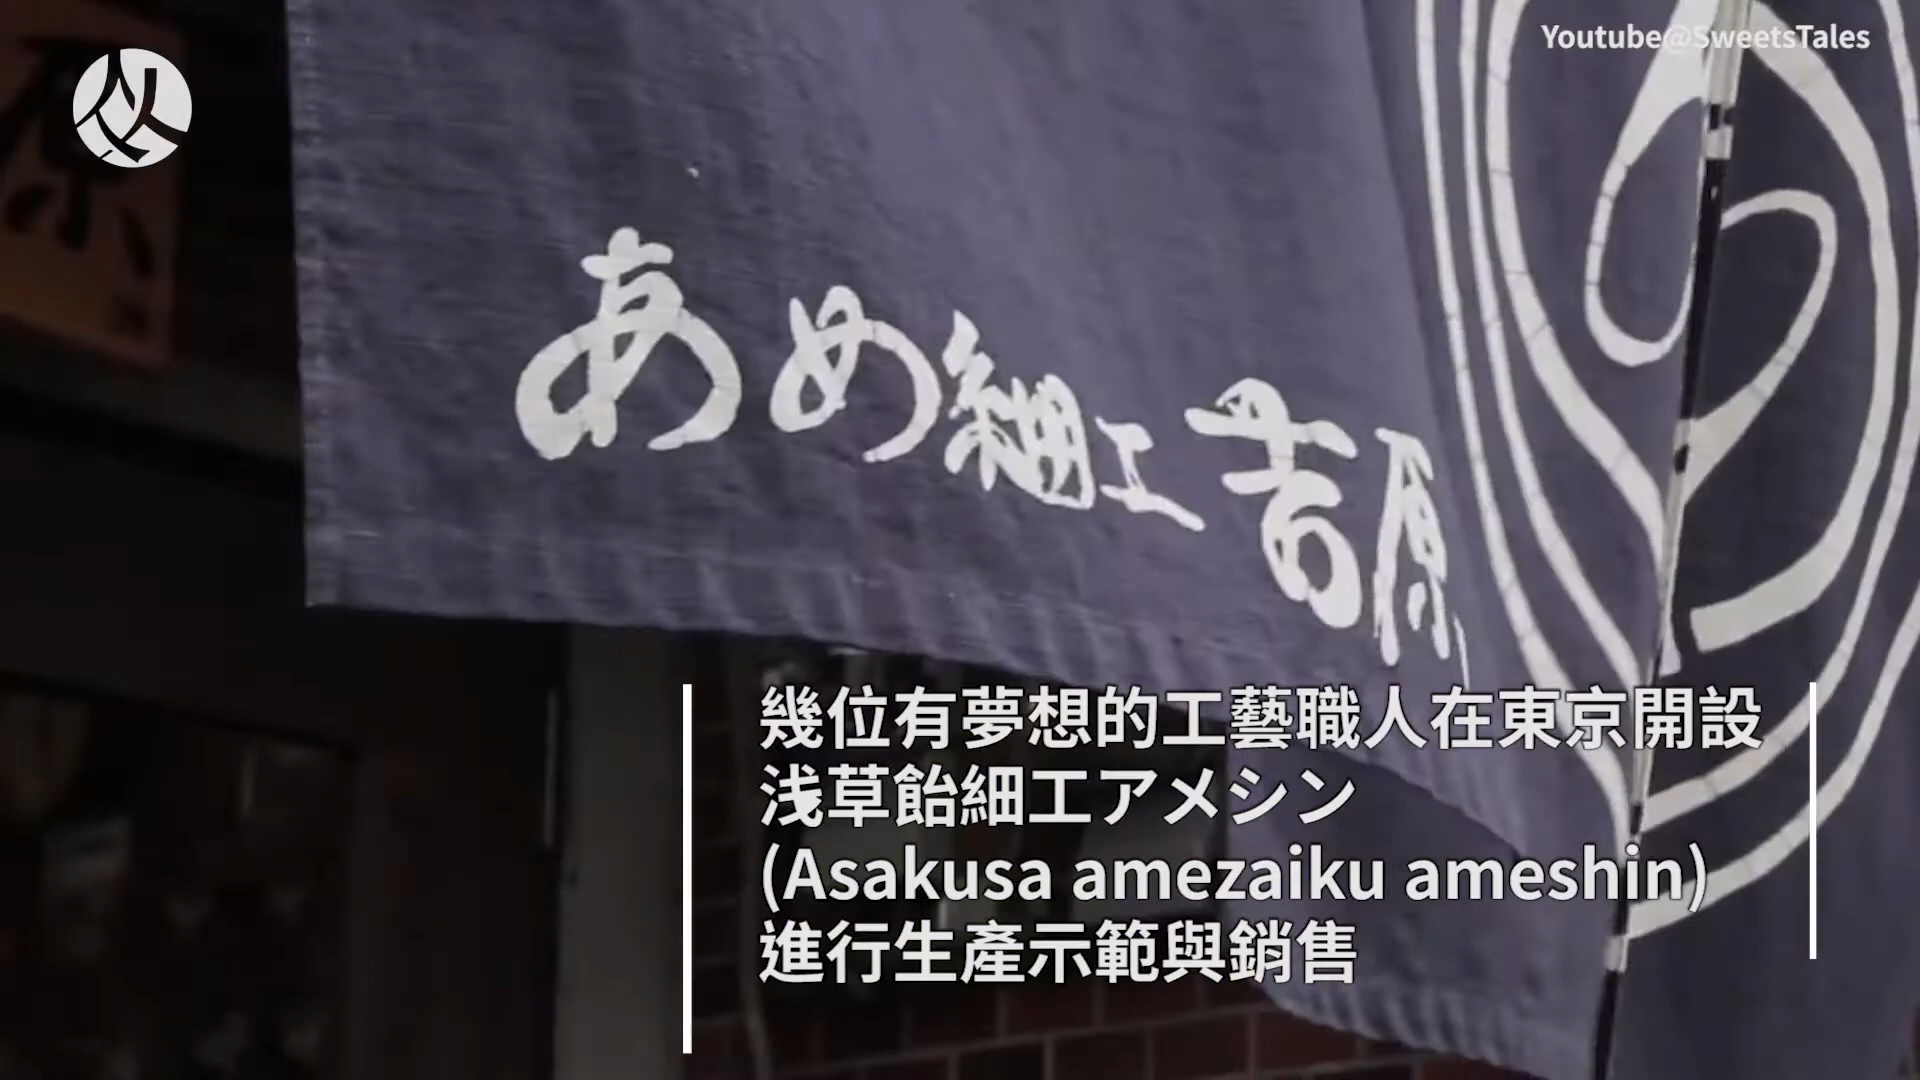 Youtube@SweetsTales
あめ細工吉原
幾位有夢想的工藝職人在東京開設
浅草飴細工アメシン
(Asakusa amezaiku ameshin)
進行生產示範與銷售